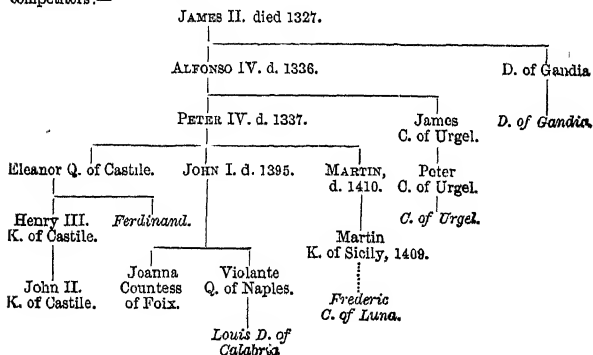 competitors:—
JAMES II. died 1327.
ALFONSO IV. d. 1336.
D. of Gandia
PETER IV. d. 1337.
James
C. of Urgel.
D. of Gandia.
Eleanor Q. of Castile.
JOHN I. d. 1395.
MARTIN,
d. 1410.
Peter
C. of Urgel.
Henry III.
K. of Castile.
Ferdinand.
C. of Urgel.
Martin
K. of Sicily, 1409.
John II.
K. of Castile.
Joanna
Countess
of Foix.
Violante
Q. of Naples.
Frederic
C. of Luna.
Louis D. of
Calabria